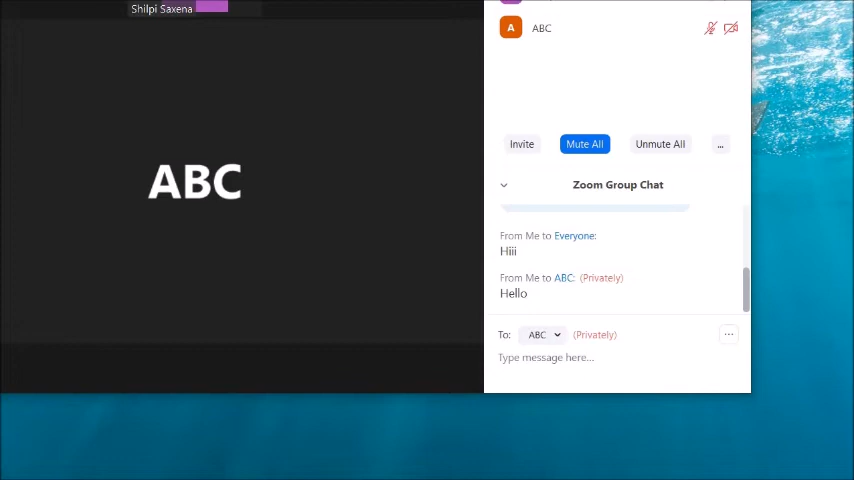 Shilpi Saxena
ABC
A ABC
Invite Mute All Unmute All ...
Zoom Group Chat
From Me to Everyone:
Hiii
From Me to ABC: (Privately)
Hello
To: ABC (Privately)
...
Type message here...